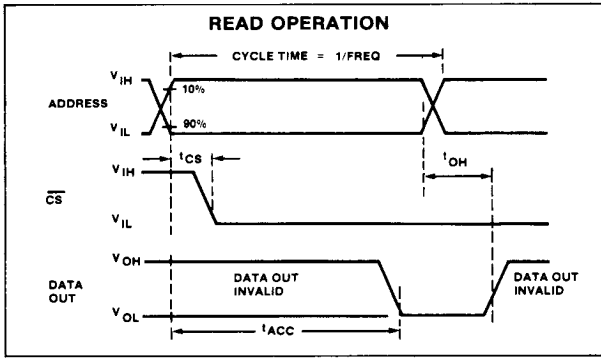 READ OPERATION
CYCLE TIME = 1/FREQ
VIH
10%
ADDRESS
90%
VIL
tCS
tOH
VIH
CS
VIL
VOH
DATA OUT
INVALID
DATA OUT
INVALID
DATA
OUT
VOL
tACC